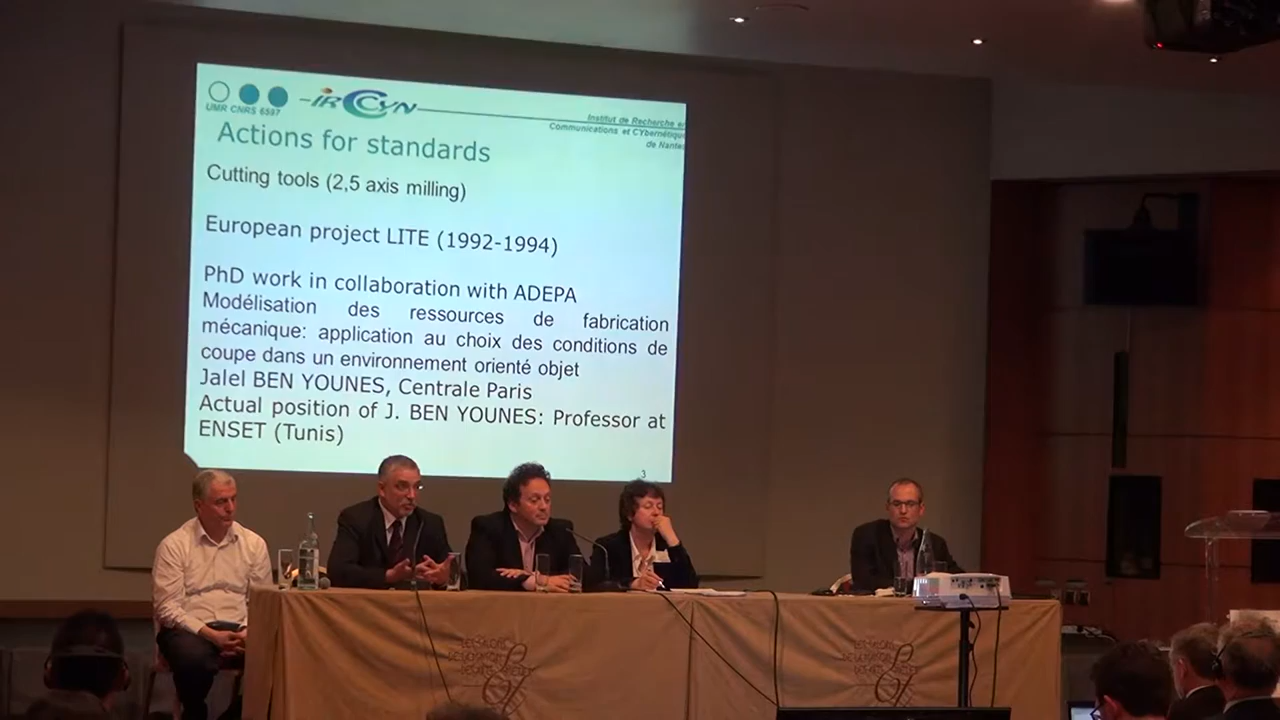 UMR CNRS 6597
IRCCyN
Institut de Recherche en
Communications et CYbernétique
de Nantes
Actions for standards
Cutting tools (2,5 axis milling)
European project LITE (1992-1994)
PhD work in collaboration with ADEPA
Modélisation des ressources de fabrication
mécanique: application au choix des conditions de
coupe dans un environnement orienté objet
Jalel BEN YOUNES, Centrale Paris
Actual position of J. BEN YOUNES: Professor at
ENSET (Tunis)
3